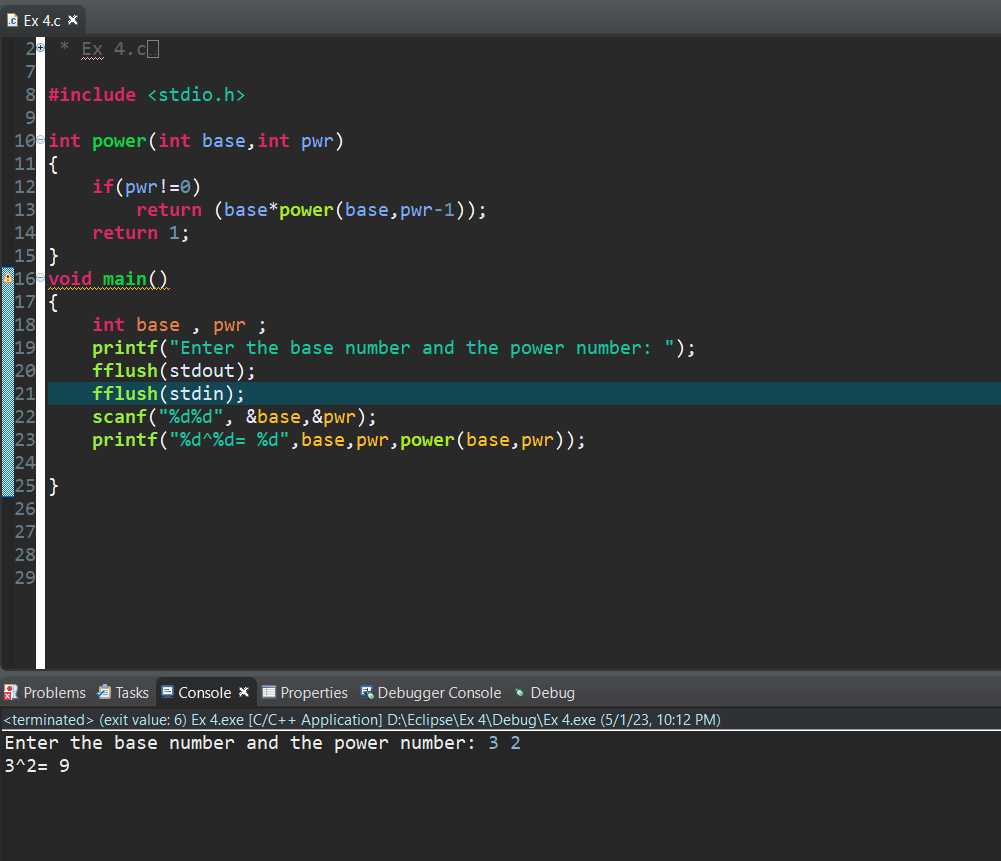 Ex 4.c
2 * Ex 4.c
7
8 #include <stdio.h>
9
10 int power(int base,int pwr)
11 {
12     if(pwr!=0)
13         return (base*power(base,pwr-1));
14     return 1;
15 }
16 void main()
17 {
18     int base , pwr ;
19     printf("Enter the base number and the power number: ");
20     fflush(stdout);
21     fflush(stdin);
22     scanf("%d%d", &base,&pwr);
23     printf("%d^%d= %d",base,pwr,power(base,pwr));
24
25 }
26
27
28
29
Problems Tasks Console Properties Debugger Console Debug
<terminated> (exit value: 6) Ex 4.exe [C/C++ Application] D:\Eclipse\Ex 4\Debug\Ex 4.exe (5/1/23, 10:12 PM)
Enter the base number and the power number: 3 2
3^2= 9